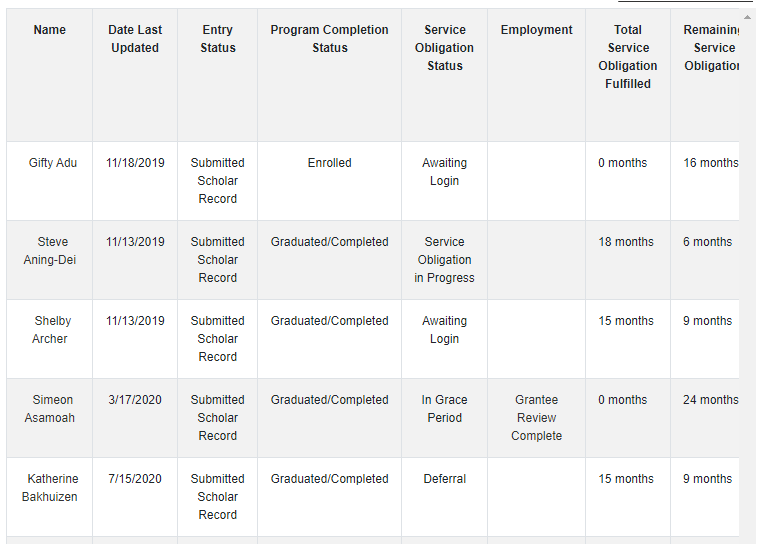 Name Date Last Updated Entry Status Program Completion Status Service Obligation Status Employment Total Service Obligation Fulfilled Remaining Service Obligation
Gifty Adu 11/18/2019 Submitted Scholar Record Enrolled Awaiting Login 0 months 16 months
Steve Aning-Dei 11/13/2019 Submitted Scholar Record Graduated/Completed Service Obligation in Progress 18 months 6 months
Shelby Archer 11/13/2019 Submitted Scholar Record Graduated/Completed Awaiting Login 15 months 9 months
Simeon Asamoah 3/17/2020 Submitted Scholar Record Graduated/Completed In Grace Period Grantee Review Complete 0 months 24 months
Katherine Bakhuizen 7/15/2020 Submitted Scholar Record Graduated/Completed Deferral 15 months 9 months